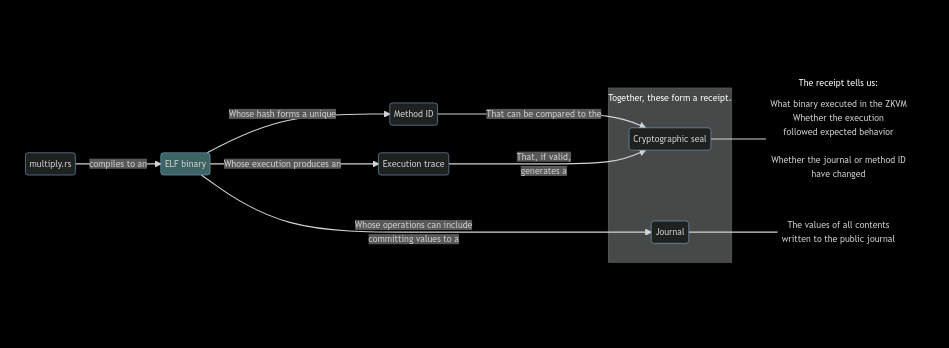 The receipt tells us:
Together, these form a receipt.
What binary executed in the ZKVM
Whose hash forms a unique
Method ID
That can be compared to the
Whether the execution
followed expected behavior
Cryptographic seal
multiply.rs
compiles to an
ELF binary
Whose execution produces an
Execution trace
That, if valid,
generates a
Whether the journal or method ID
have changed
Whose operations can include
committing values to a
Journal
The values of all contents
written to the public journal